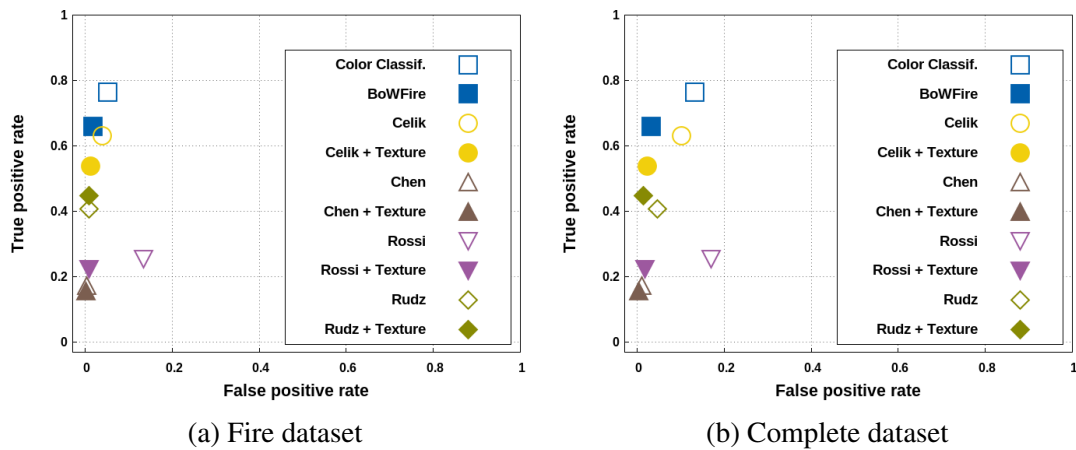 1
0.8
0.6
0.4
0.2
0
True positive rate
0 0.2 0.4 0.6 0.8 1
False positive rate
Color Classif.
BoWFire
Celik
Celik + Texture
Chen
Chen + Texture
Rossi
Rossi + Texture
Rudz
Rudz + Texture
(a) Fire dataset
1
0.8
0.6
0.4
0.2
0
True positive rate
0 0.2 0.4 0.6 0.8 1
False positive rate
Color Classif.
BoWFire
Celik
Celik + Texture
Chen
Chen + Texture
Rossi
Rossi + Texture
Rudz
Rudz + Texture
(b) Complete dataset